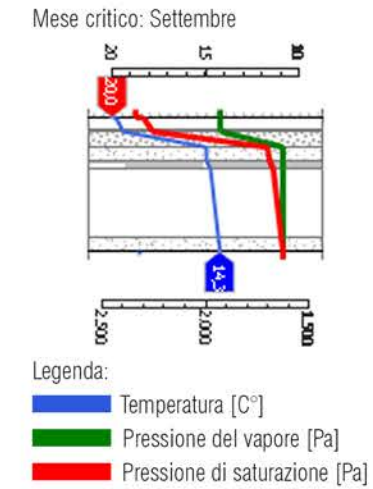 Mese critico: Settembre
20 15 10
20,0
14,3
2.500 2.000 1.500
Legenda:
Temperatura [C°]
Pressione del vapore [Pa]
Pressione di saturazione [Pa]